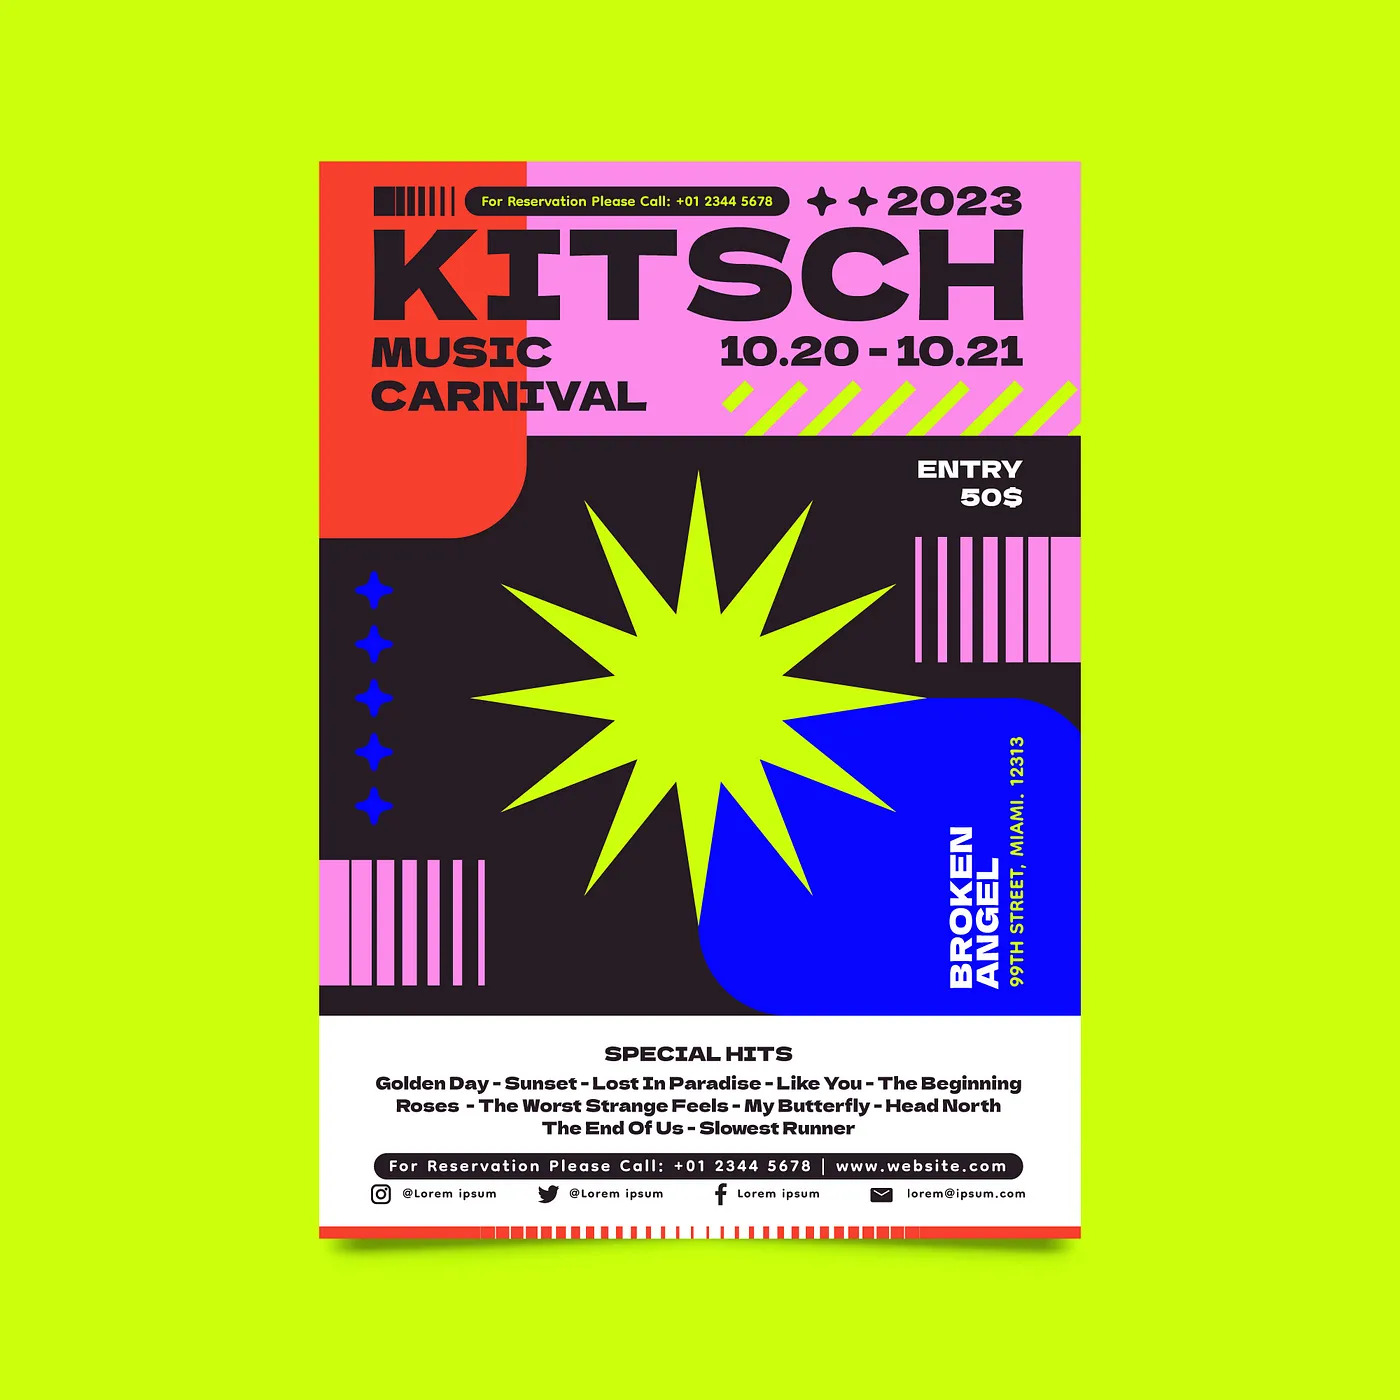 For Reservation Please Call: +01 2344 5678
2023
KITSCH
MUSIC
CARNIVAL
10.20 - 10.21
ENTRY
50$
BROKEN
ANGEL
99TH STREET, MIAMI. 12313
SPECIAL HITS
Golden Day - Sunset - Lost In Paradise - Like You - The Beginning
Roses - The Worst Strange Feels - My Butterfly - Head North
The End Of Us - Slowest Runner
For Reservation Please Call: +01 2344 5678 | www.website.com
@Lorem ipsum @Lorem ipsum Lorem ipsum lorem@ipsum.com